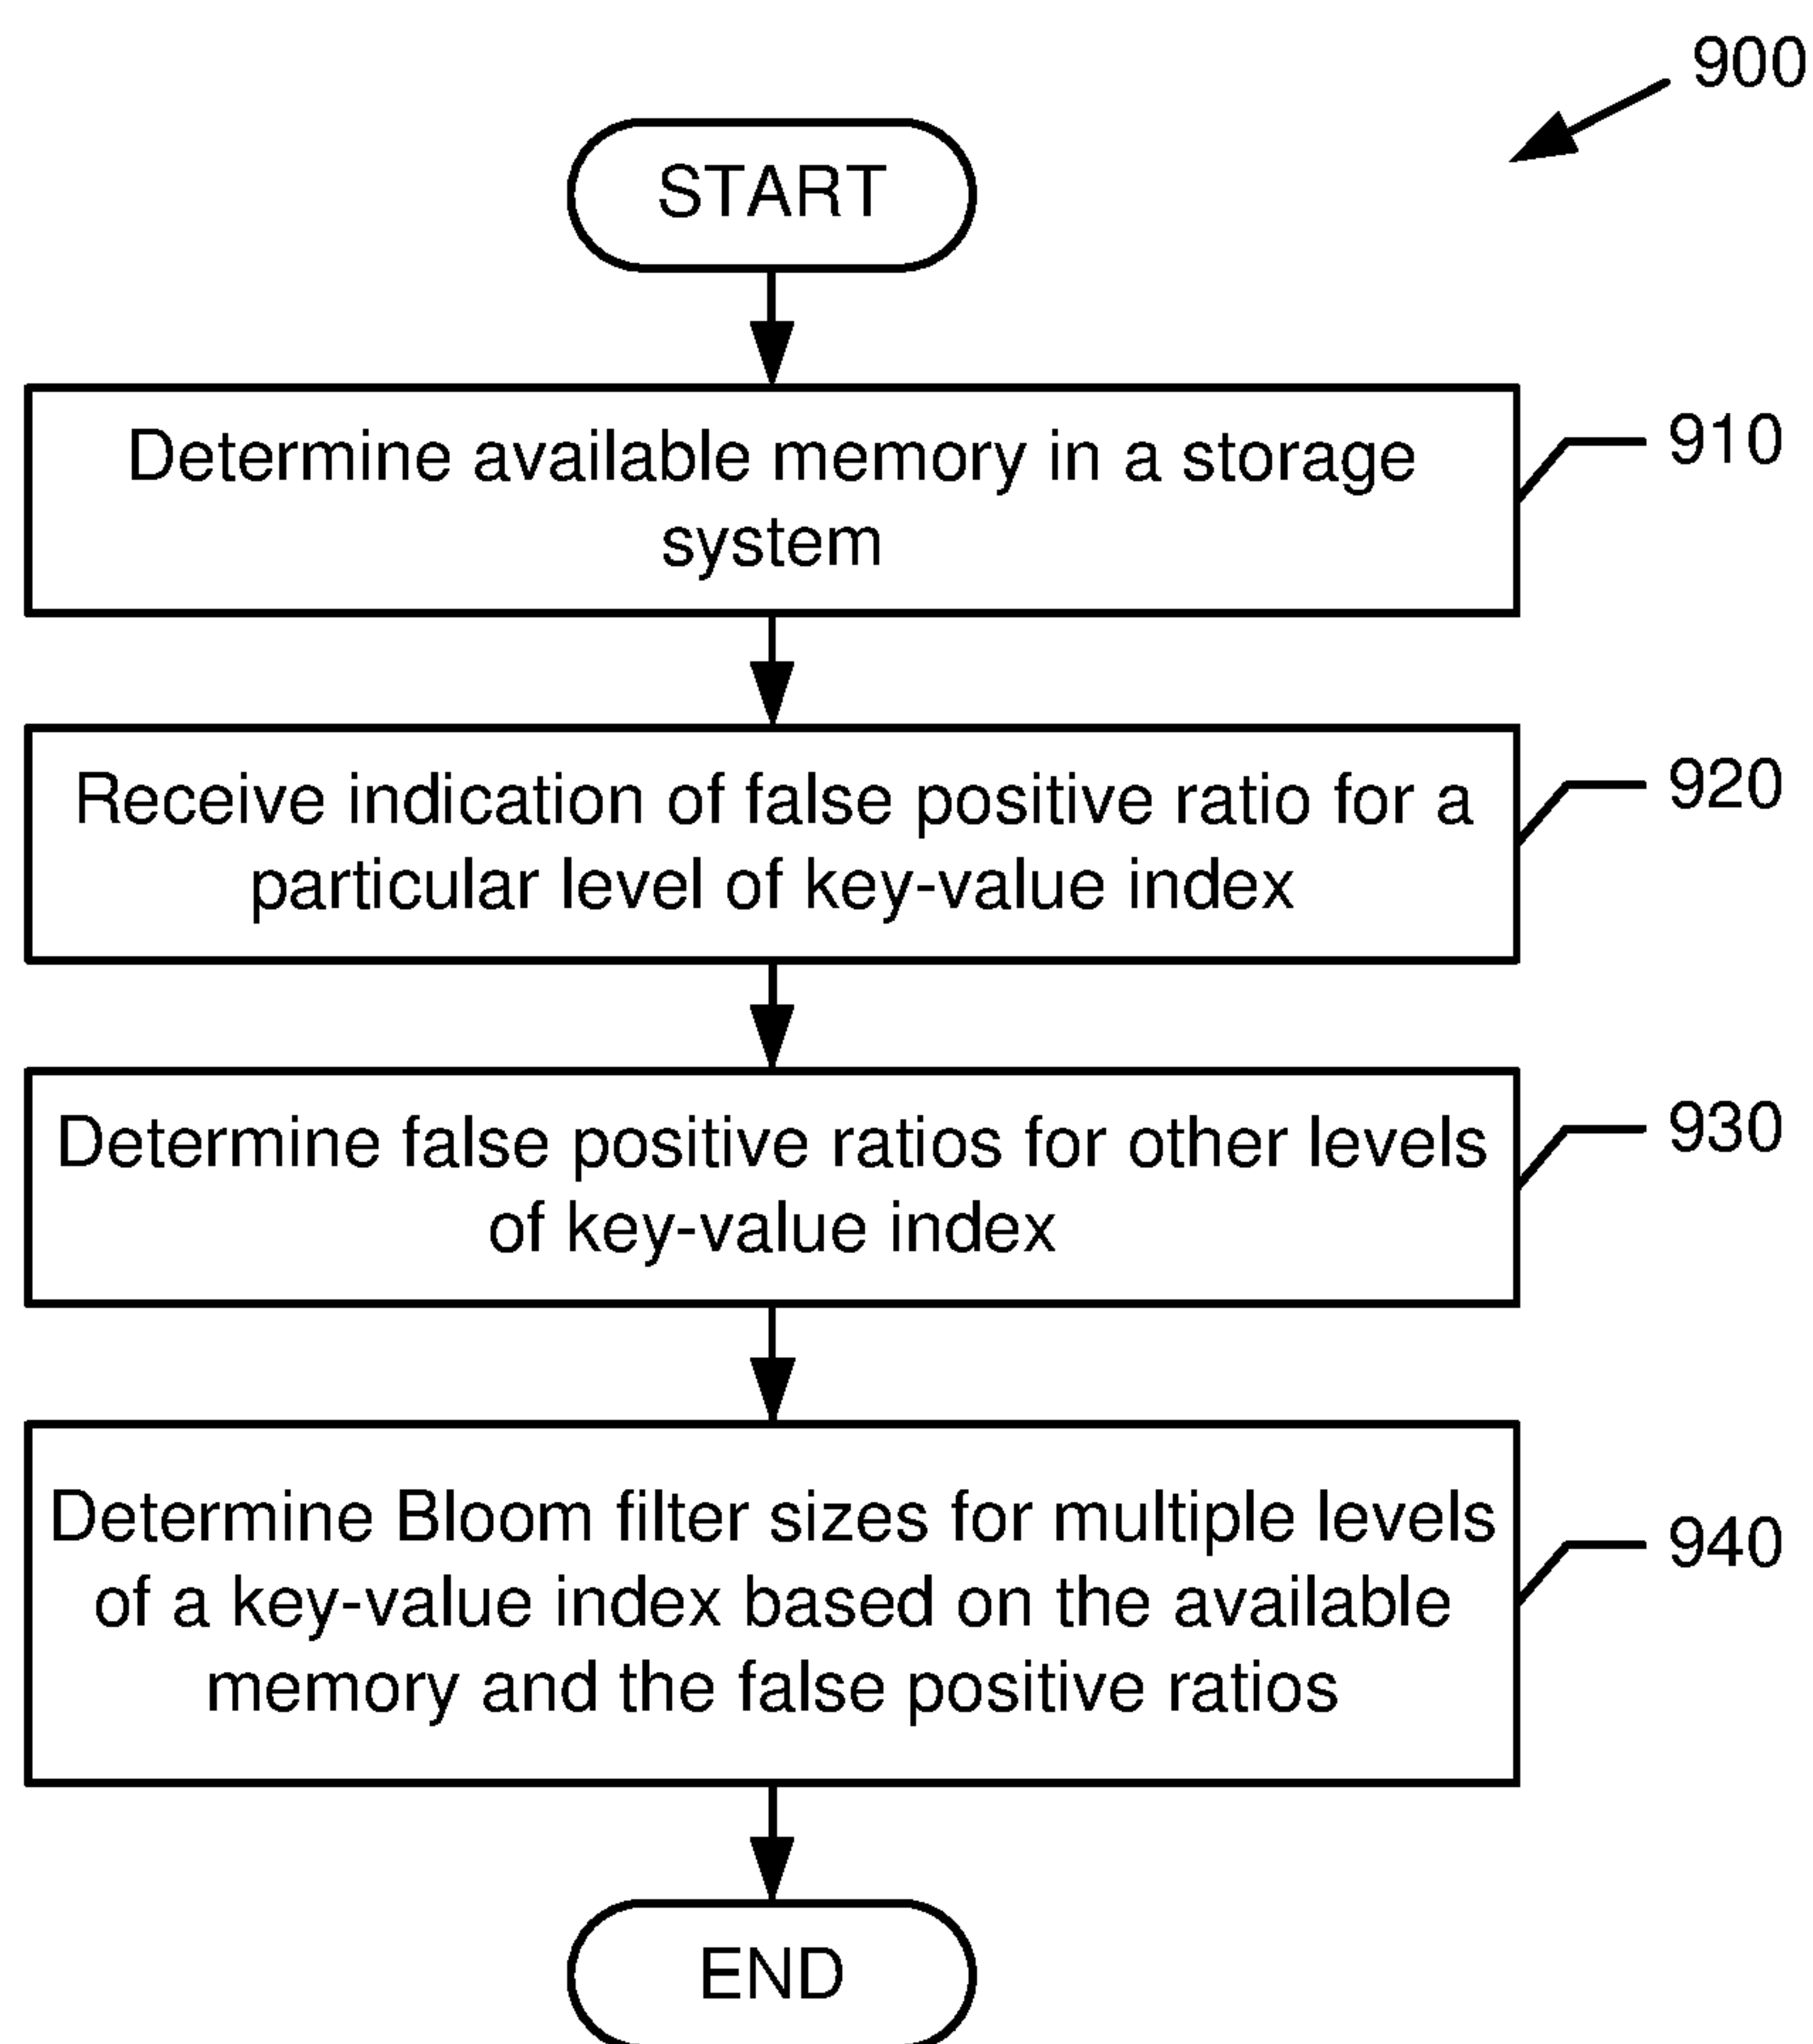 900
START
Determine available memory in a storage
system
910
Receive indication of false positive ratio for a
particular level of key-value index
920
Determine false positive ratios for other levels
of key-value index
930
Determine Bloom filter sizes for multiple levels
of a key-value index based on the available
memory and the false positive ratios
940
END